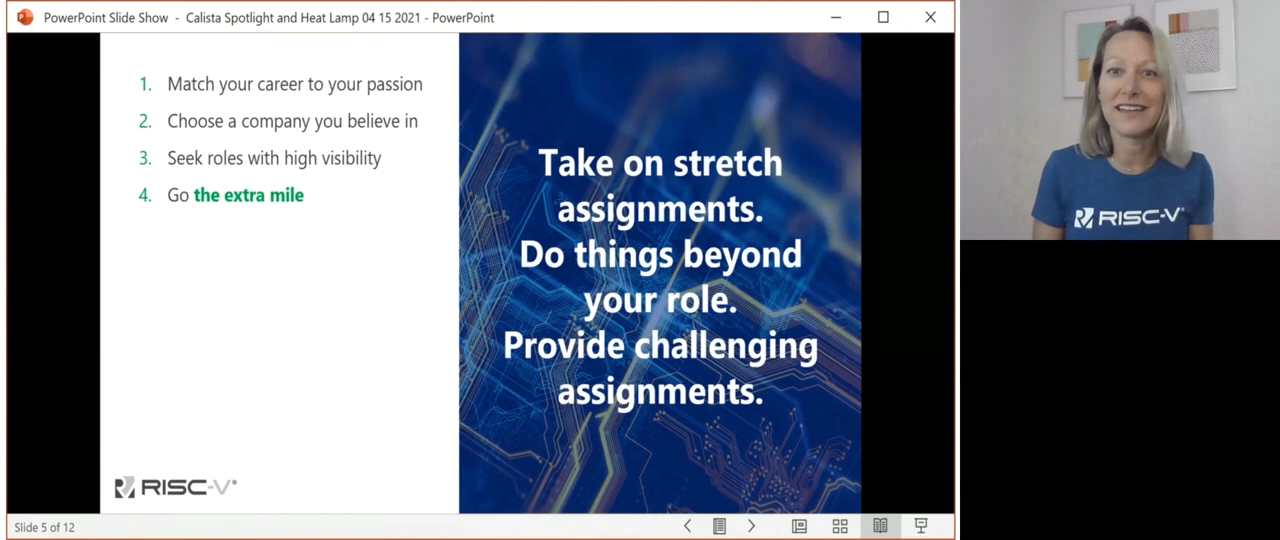 PowerPoint Slide Show - Calista Spotlight and Heat Lamp 04 15 2021 - PowerPoint
1. Match your career to your passion
2. Choose a company you believe in
3. Seek roles with high visibility
4. Go the extra mile
Take on stretch
assignments.
Do things beyond
your role.
Provide challenging
assignments.
RISC-V®
RISC-V®
Slide 5 of 12